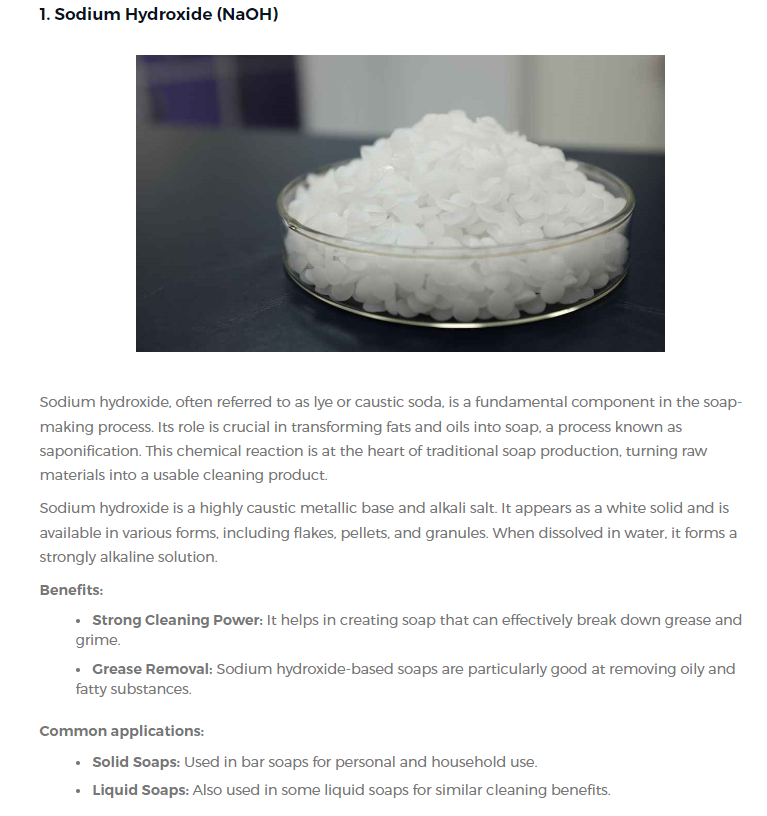 1. Sodium Hydroxide (NaOH)
Sodium hydroxide, often referred to as lye or caustic soda, is a fundamental component in the soap-
making process. Its role is crucial in transforming fats and oils into soap, a process known as
saponification. This chemical reaction is at the heart of traditional soap production, turning raw
materials into a usable cleaning product.
Sodium hydroxide is a highly caustic metallic base and alkali salt. It appears as a white solid and is
available in various forms, including flakes, pellets, and granules. When dissolved in water, it forms a
strongly alkaline solution.
Benefits:
• Strong Cleaning Power: It helps in creating soap that can effectively break down grease and
grime.
• Grease Removal: Sodium hydroxide-based soaps are particularly good at removing oily and
fatty substances.
Common applications:
• Solid Soaps: Used in bar soaps for personal and household use.
• Liquid Soaps: Also used in some liquid soaps for similar cleaning benefits.